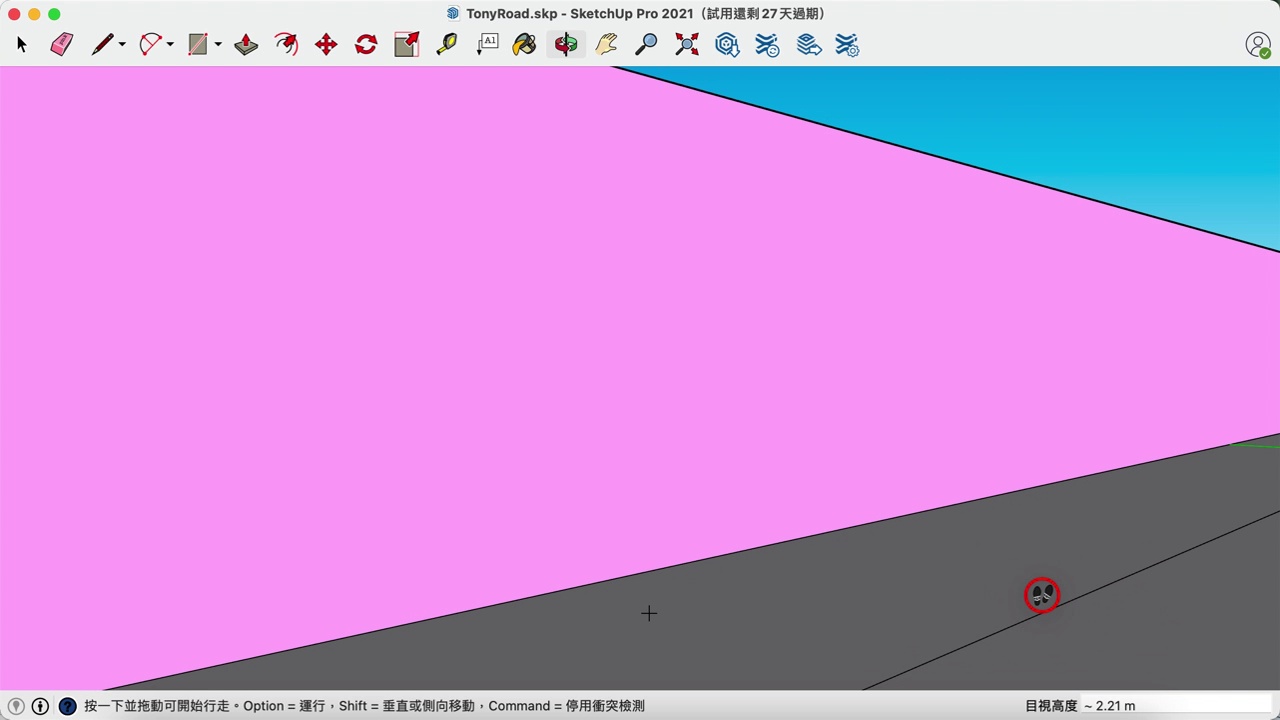 TonyRoad.skp - SketchUp Pro 2021（試用還剩 27 天過期）
A1
按一下並拖動可開始行走。Option = 運行，Shift = 垂直或側向移動，Command = 停用衝突檢測
目視高度 ~ 2.21 m